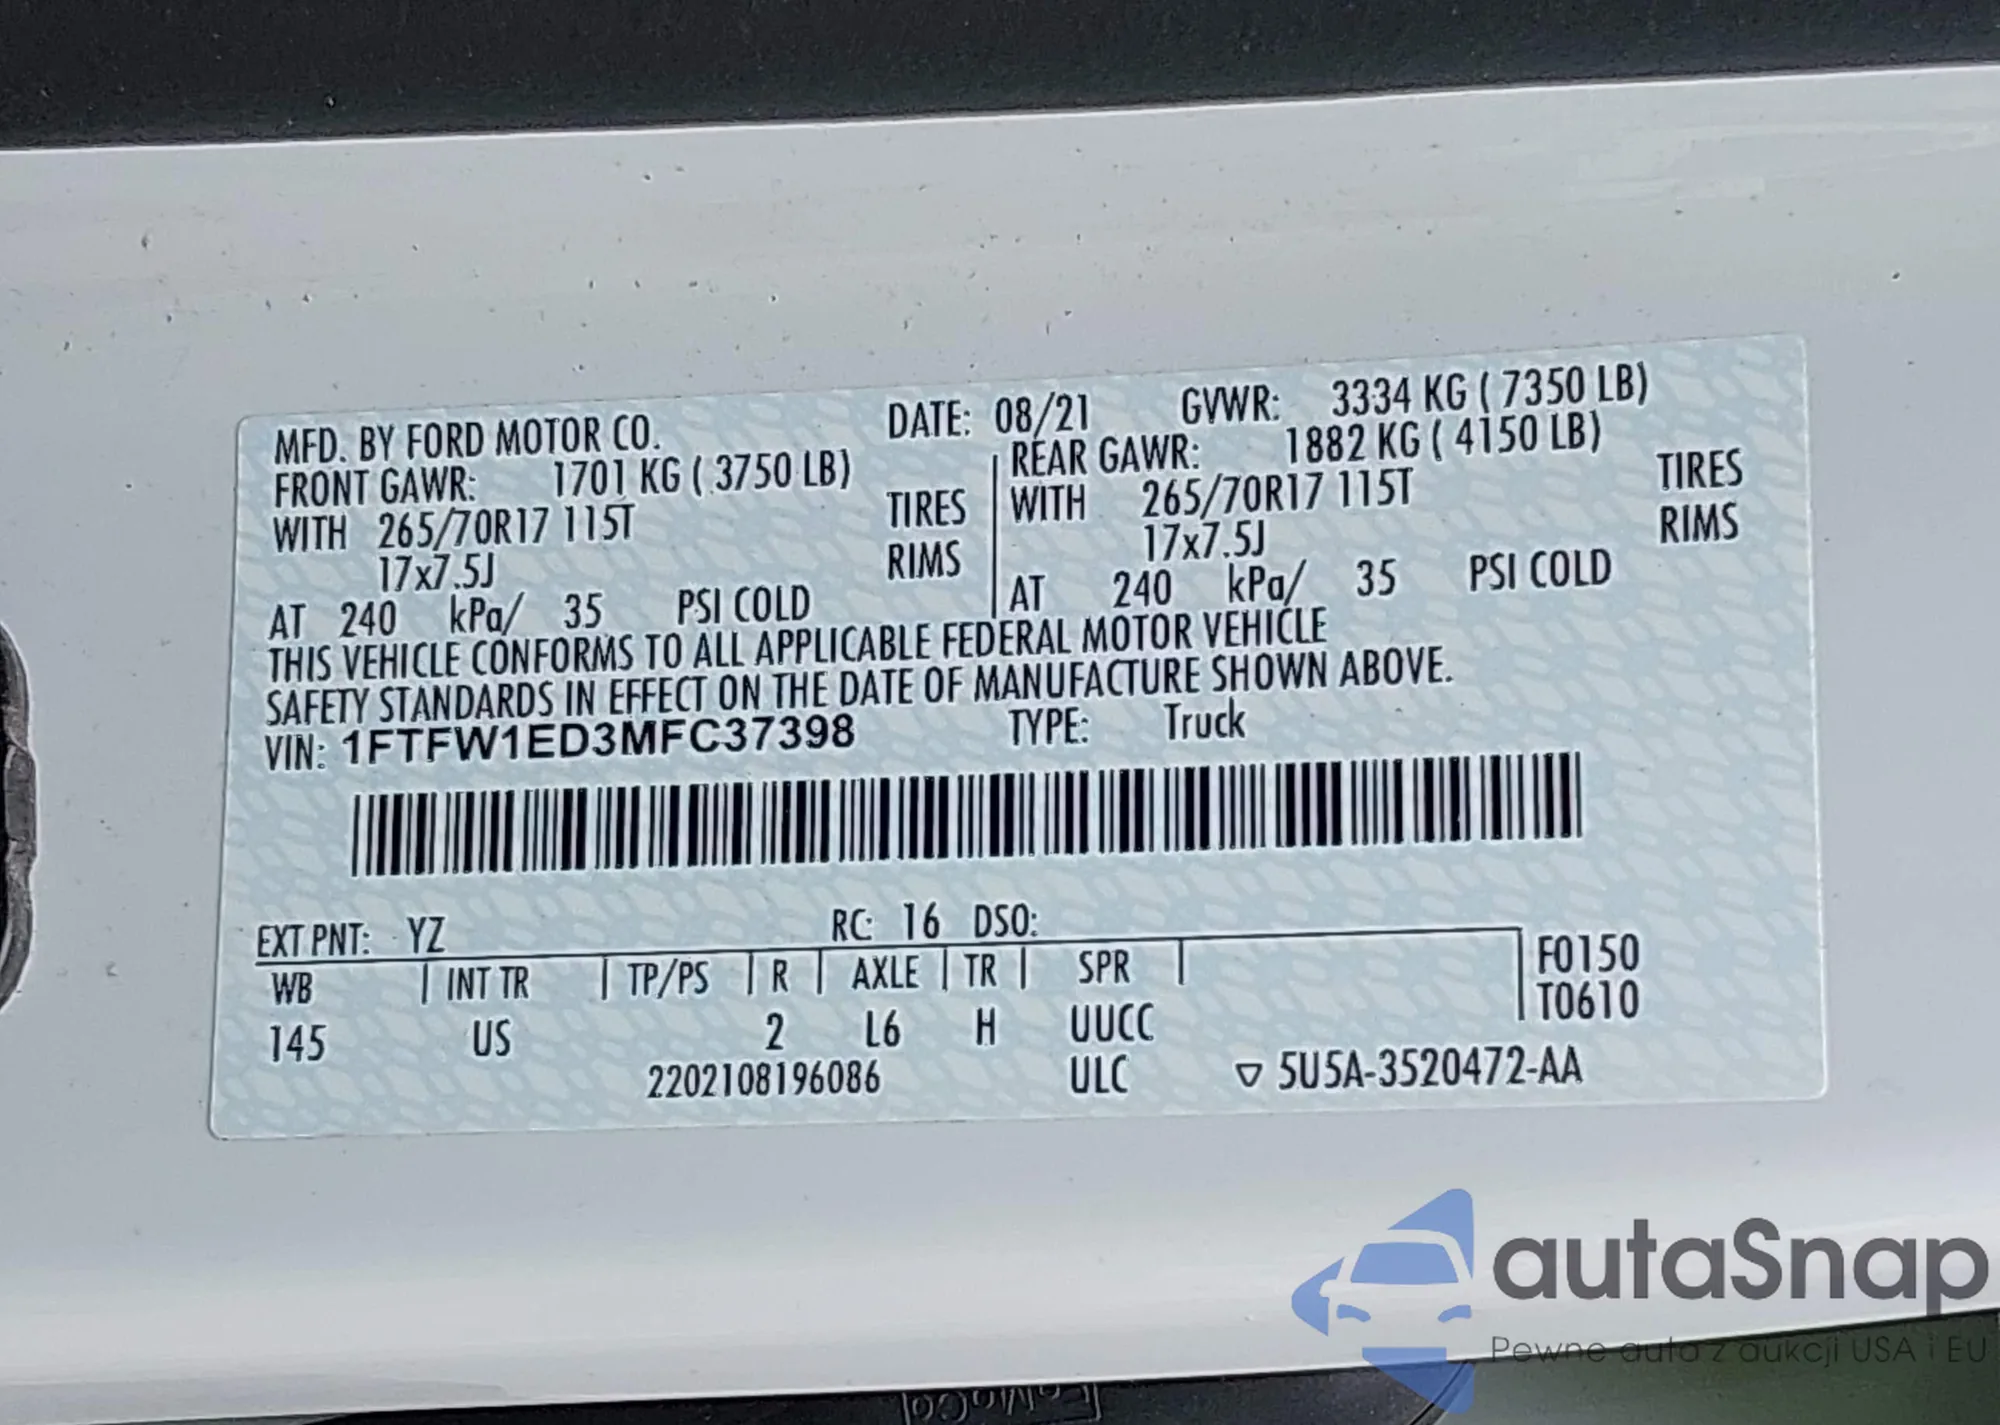 MFD. BY FORD MOTOR CO. DATE: 08/21 GVWR: 3334 KG ( 7350 LB)
FRONT GAWR: 1701 KG ( 3750 LB) REAR GAWR: 1882 KG ( 4150 LB)
WITH 265/70R17 115T TIRES WITH 265/70R17 115T TIRES
17x7.5J RIMS 17x7.5J RIMS
AT 240 kPa/ 35 PSI COLD AT 240 kPa/ 35 PSI COLD
THIS VEHICLE CONFORMS TO ALL APPLICABLE FEDERAL MOTOR VEHICLE
SAFETY STANDARDS IN EFFECT ON THE DATE OF MANUFACTURE SHOWN ABOVE.
VIN: 1FTFW1ED3MFC37398 TYPE: Truck
EXT PNT: YZ RC: 16 DSO:
WB INT TR TP/PS R AXLE TR SPR F0150
145 US 2 L6 H UUCC T0610
2202108196086 ULC ▽ 5U5A-3520472-AA
autaSnap
Pewne auta z aukcji USA i EU
FoMoCo